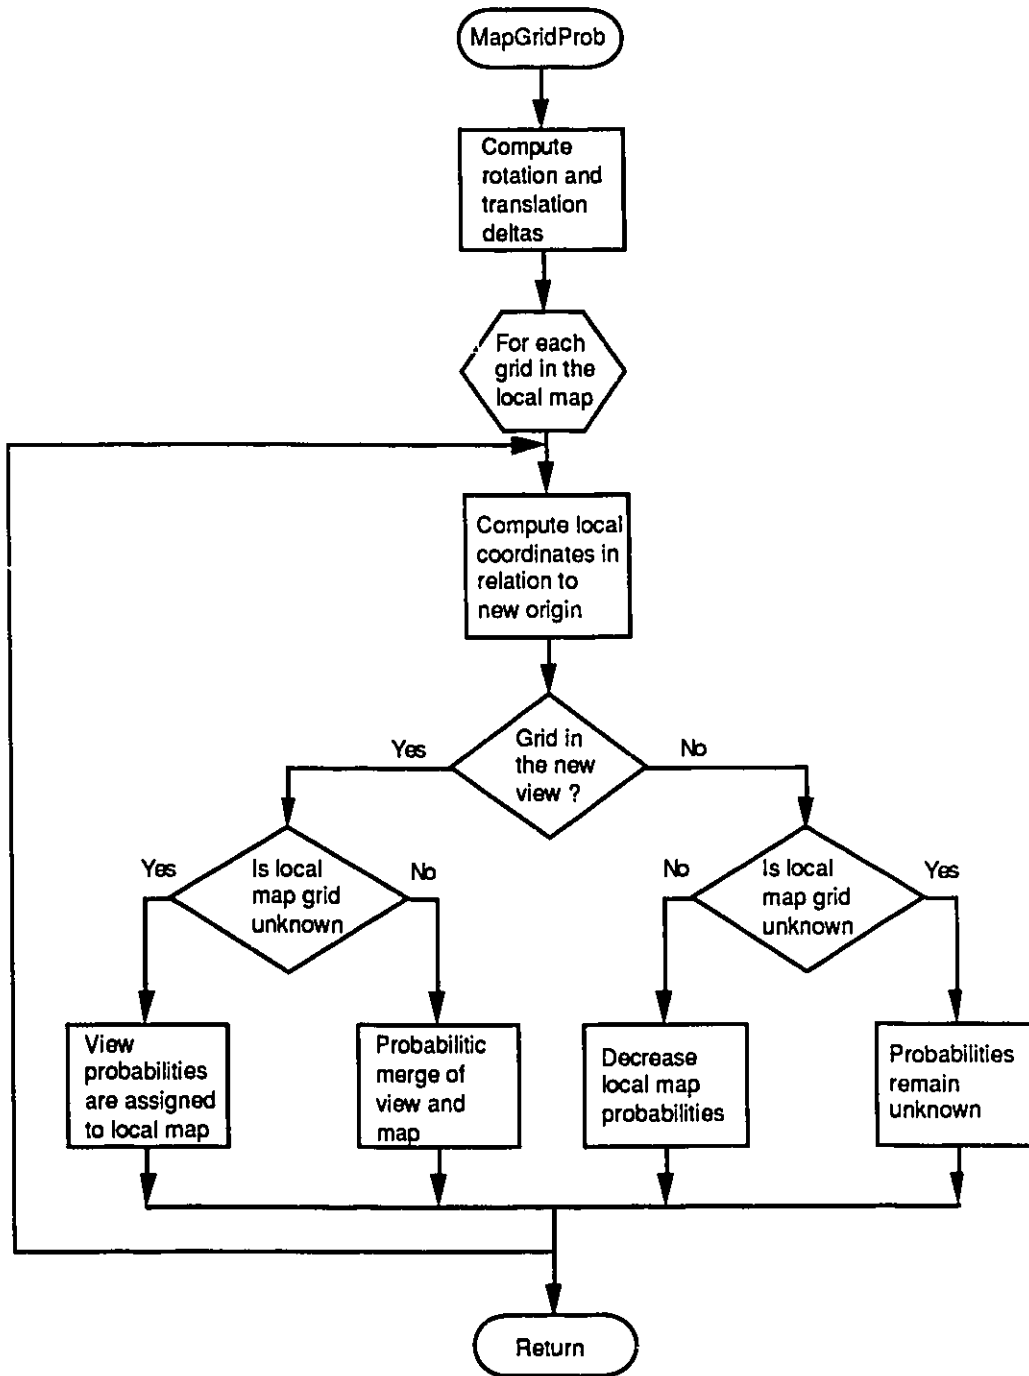 MapGridProb
Compute
rotation and
translation
deltas
For each
grid in the
local map
Compute local
coordinates in
relation to
new origin
Yes
Grid in
the new
view ?
No
Yes
Is local
map grid
unknown
No
No
Is local
map grid
unknown
Yes
View
probabilities
are assigned
to local map
Probabilitic
merge of
view and
map
Decrease
local map
probabilities
Probabilities
remain
unknown
Return